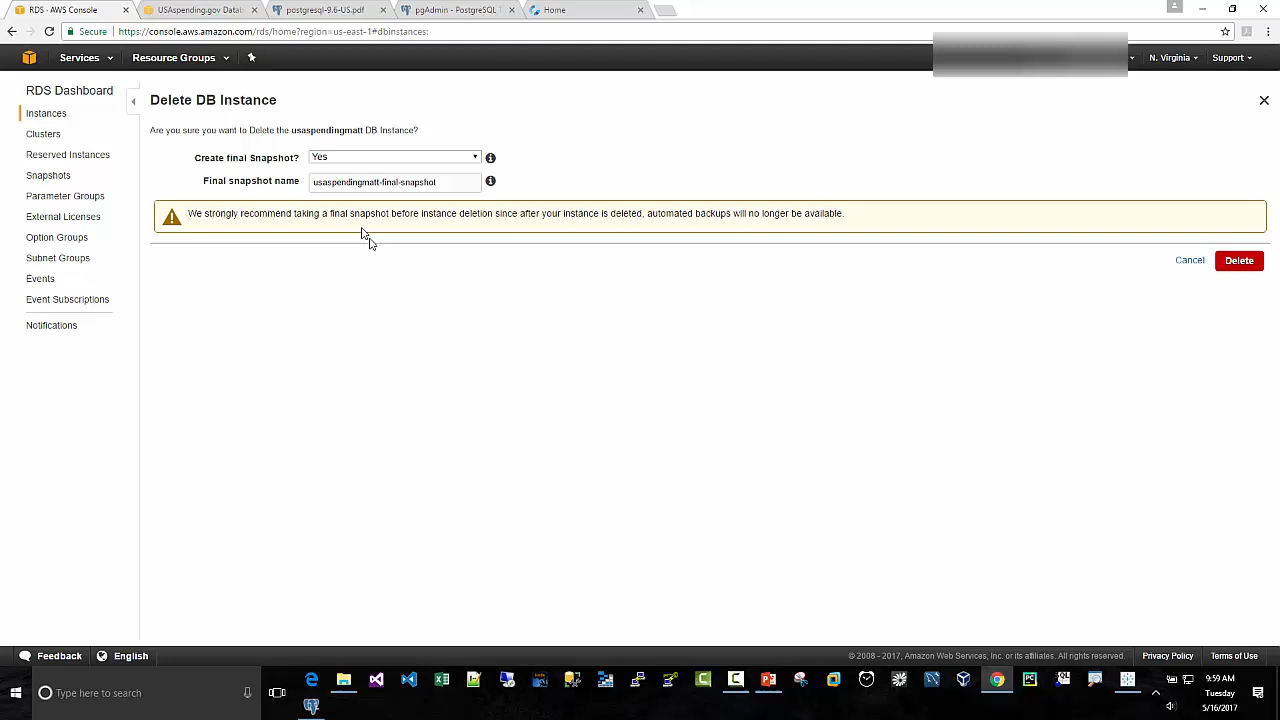 RDS - AWS Console
USAspending.gov Datab
postgresql-9.6-US.pdf
pgAdmin - PostgreSQL T
Home
Secure
https://console.aws.amazon.com/rds/home?region=us-east-1#dbinstances:
Services
Resource Groups
N. Virginia
Support
RDS Dashboard
Instances
Clusters
Reserved Instances
Snapshots
Parameter Groups
External Licenses
Option Groups
Subnet Groups
Events
Event Subscriptions
Notifications
Delete DB Instance
Are you sure you want to Delete the usaspendingmatt DB Instance?
Create final Snapshot? Yes
Final snapshot name usaspendingmatt-final-snapshot
We strongly recommend taking a final snapshot before instance deletion since after your instance is deleted, automated backups will no longer be available.
Cancel
Delete
Feedback
English
© 2008 - 2017, Amazon Web Services, Inc. or its affiliates. All rights reserved.
Privacy Policy
Terms of Use
Type here to search
9:59 AM
Tuesday
5/16/2017